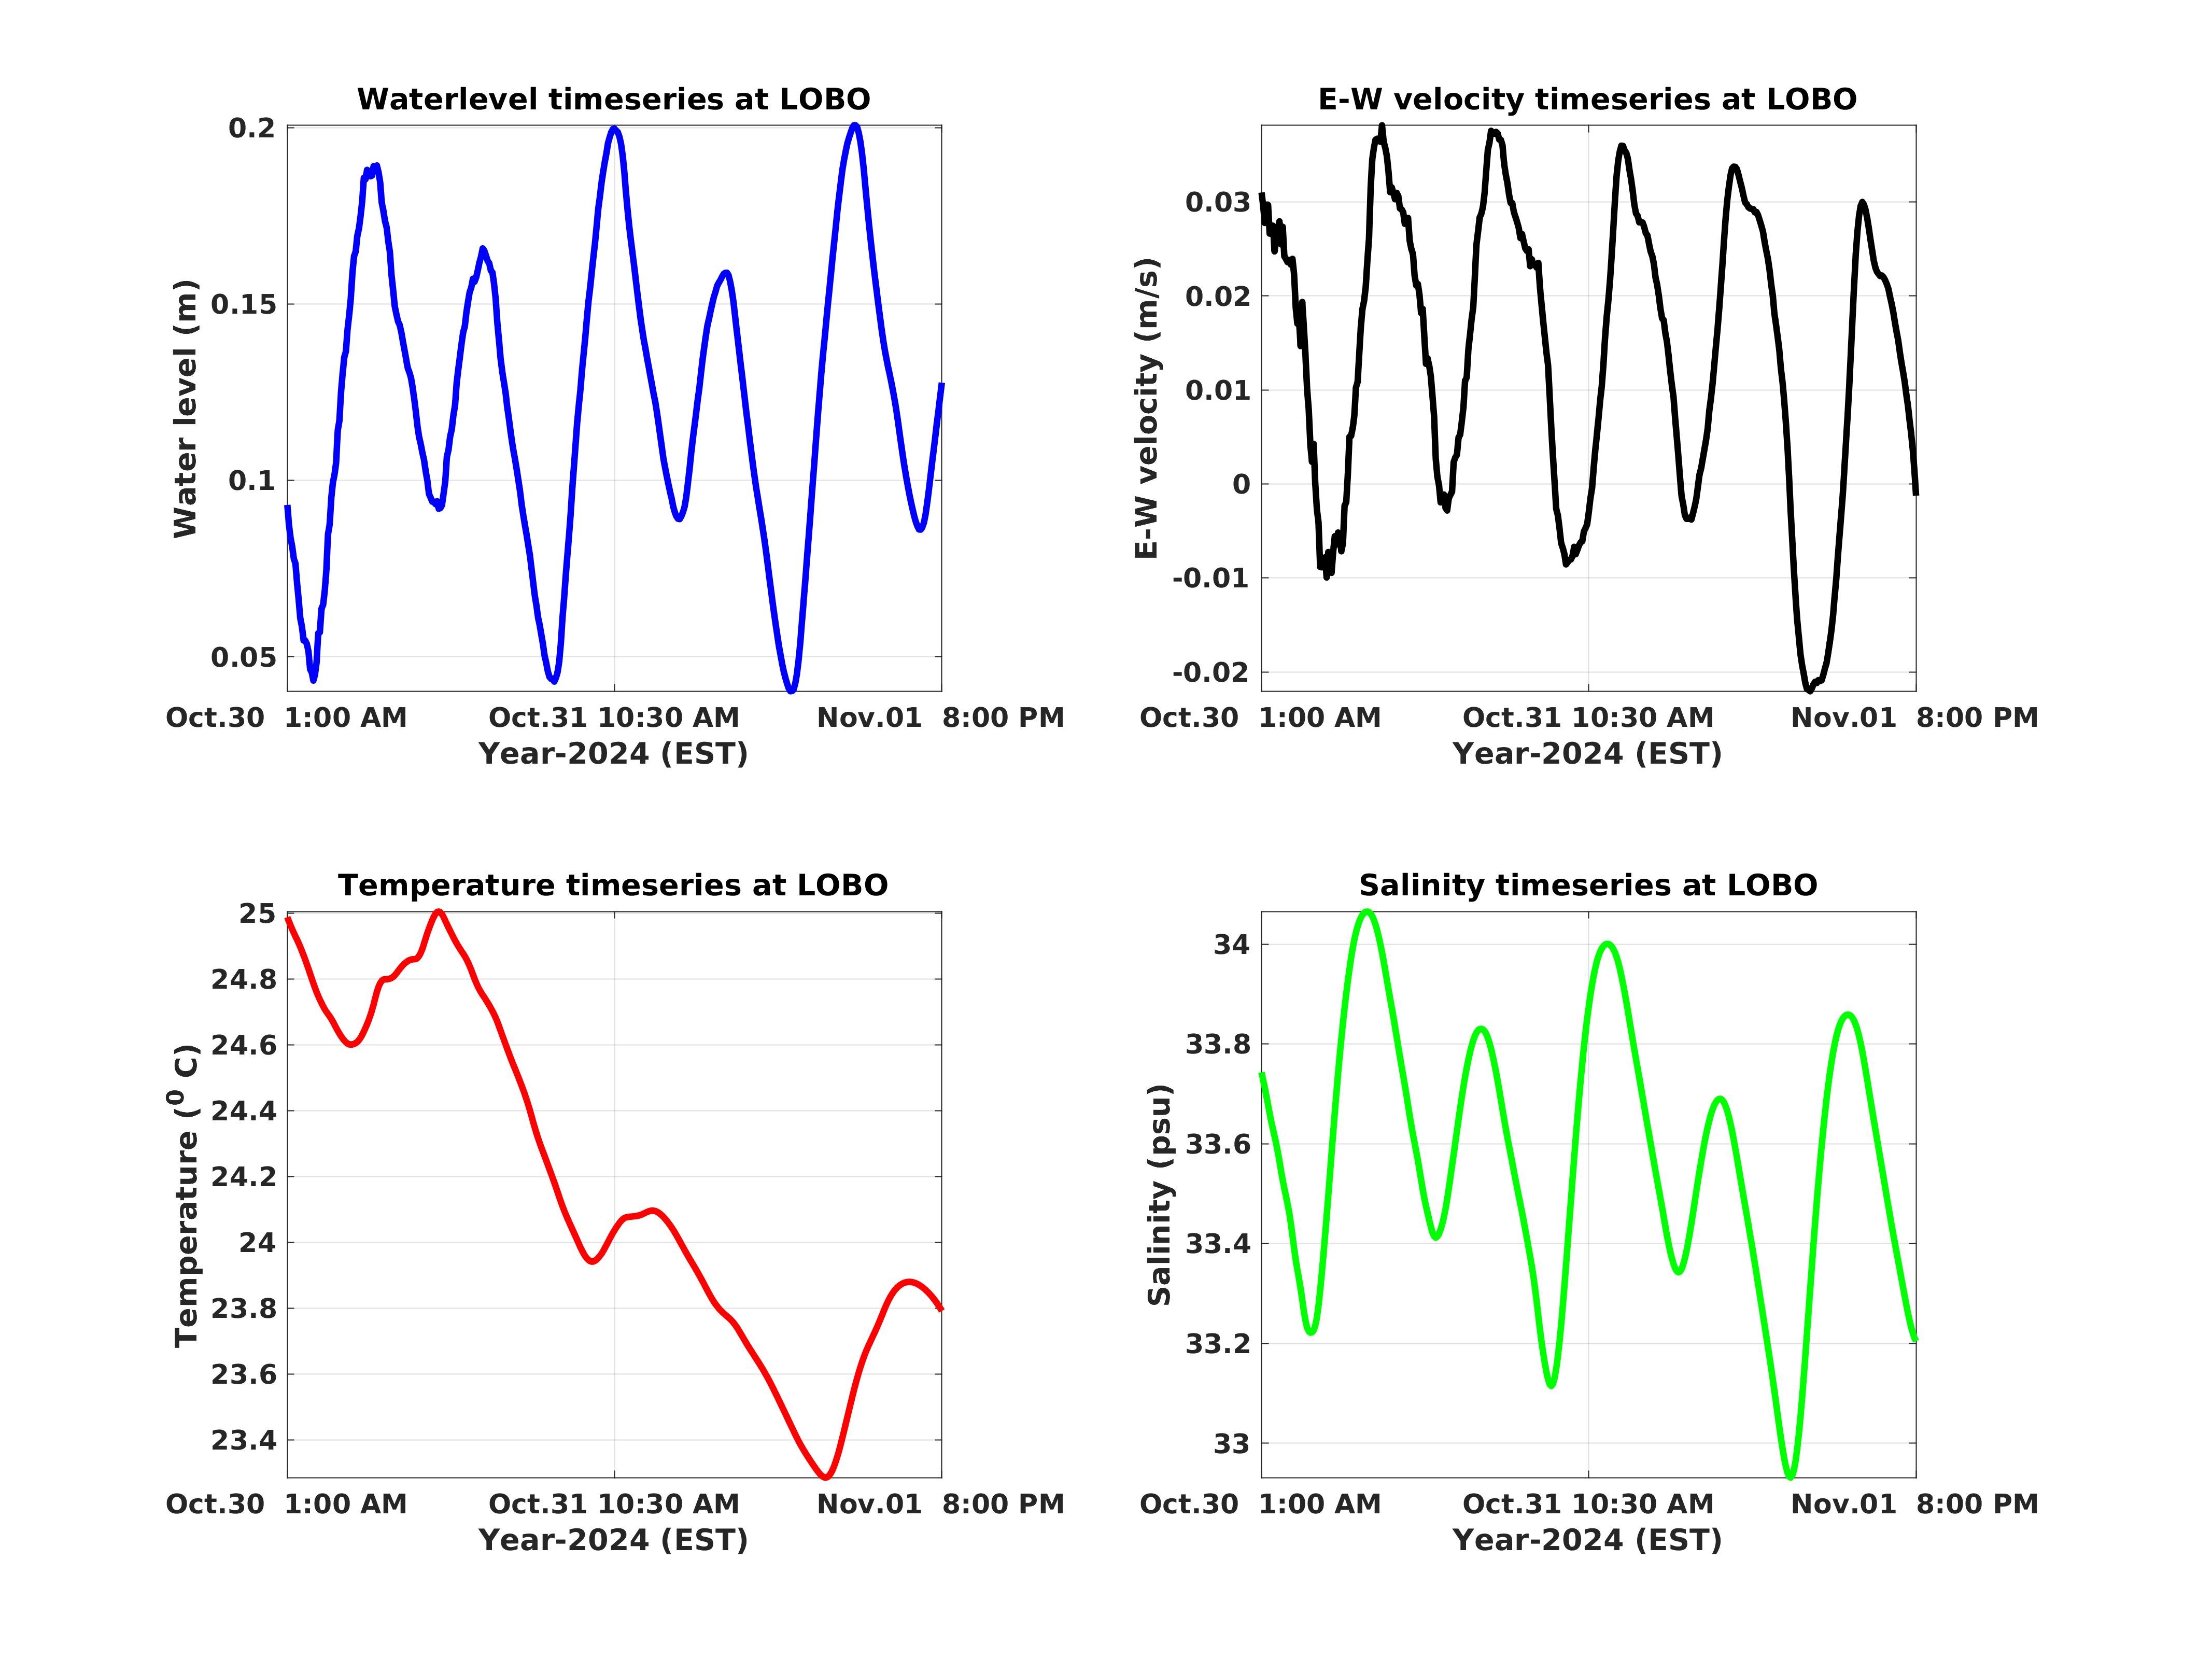 Waterlevel timeseries at LOBO
0.2
0.15
0.1
0.05
Water level (m)
Oct.30 1:00 AM Oct.31 10:30 AM Nov.01 8:00 PM
Year-2024 (EST)
E-W velocity timeseries at LOBO
0.03
0.02
0.01
0
-0.01
-0.02
E-W velocity (m/s)
Oct.30 1:00 AM Oct.31 10:30 AM Nov.01 8:00 PM
Year-2024 (EST)
Temperature timeseries at LOBO
25
24.8
24.6
24.4
24.2
24
23.8
23.6
23.4
Temperature (⁰ C)
Oct.30 1:00 AM Oct.31 10:30 AM Nov.01 8:00 PM
Year-2024 (EST)
Salinity timeseries at LOBO
34
33.8
33.6
33.4
33.2
33
Salinity (psu)
Oct.30 1:00 AM Oct.31 10:30 AM Nov.01 8:00 PM
Year-2024 (EST)